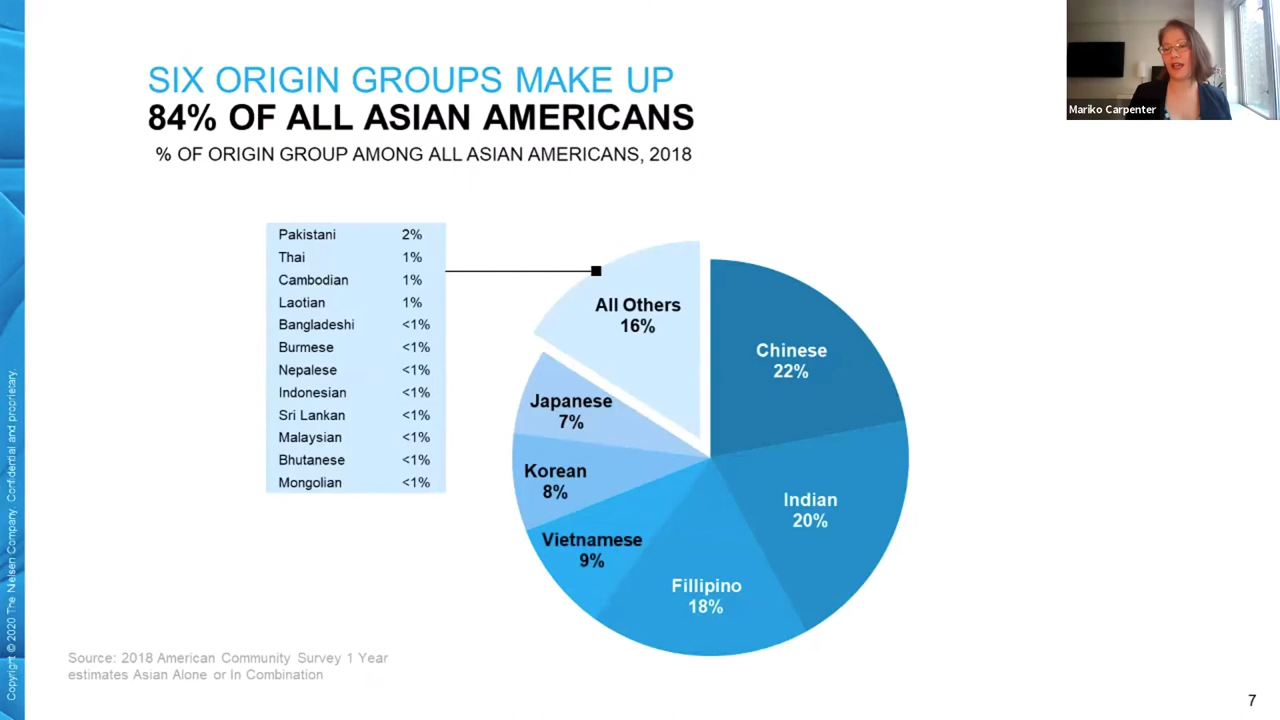 SIX ORIGIN GROUPS MAKE UP
84% OF ALL ASIAN AMERICANS
% OF ORIGIN GROUP AMONG ALL ASIAN AMERICANS, 2018
Mariko Carpenter
Pakistani 2%
Thai 1%
Cambodian 1%
Laotian 1%
Bangladeshi <1%
Burmese <1%
Nepalese <1%
Indonesian <1%
Sri Lankan <1%
Malaysian <1%
Bhutanese <1%
Mongolian <1%
All Others
16%
Chinese
22%
Indian
20%
Fillipino
18%
Vietnamese
9%
Korean
8%
Japanese
7%
Source: 2018 American Community Survey 1 Year
estimates Asian Alone or In Combination
Copyright © 2020 The Nielsen Company. Confidential and proprietary.
7